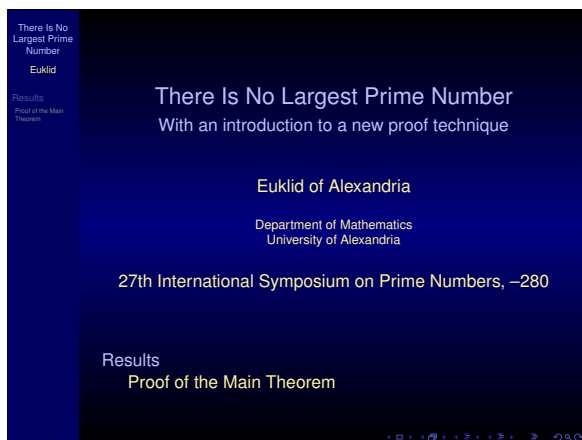 There Is No
Largest Prime
Number
Euklid
Results
Proof of the Main
Theorem
There Is No Largest Prime Number
With an introduction to a new proof technique
Euklid of Alexandria
Department of Mathematics
University of Alexandria
27th International Symposium on Prime Numbers, –280
Results
Proof of the Main Theorem